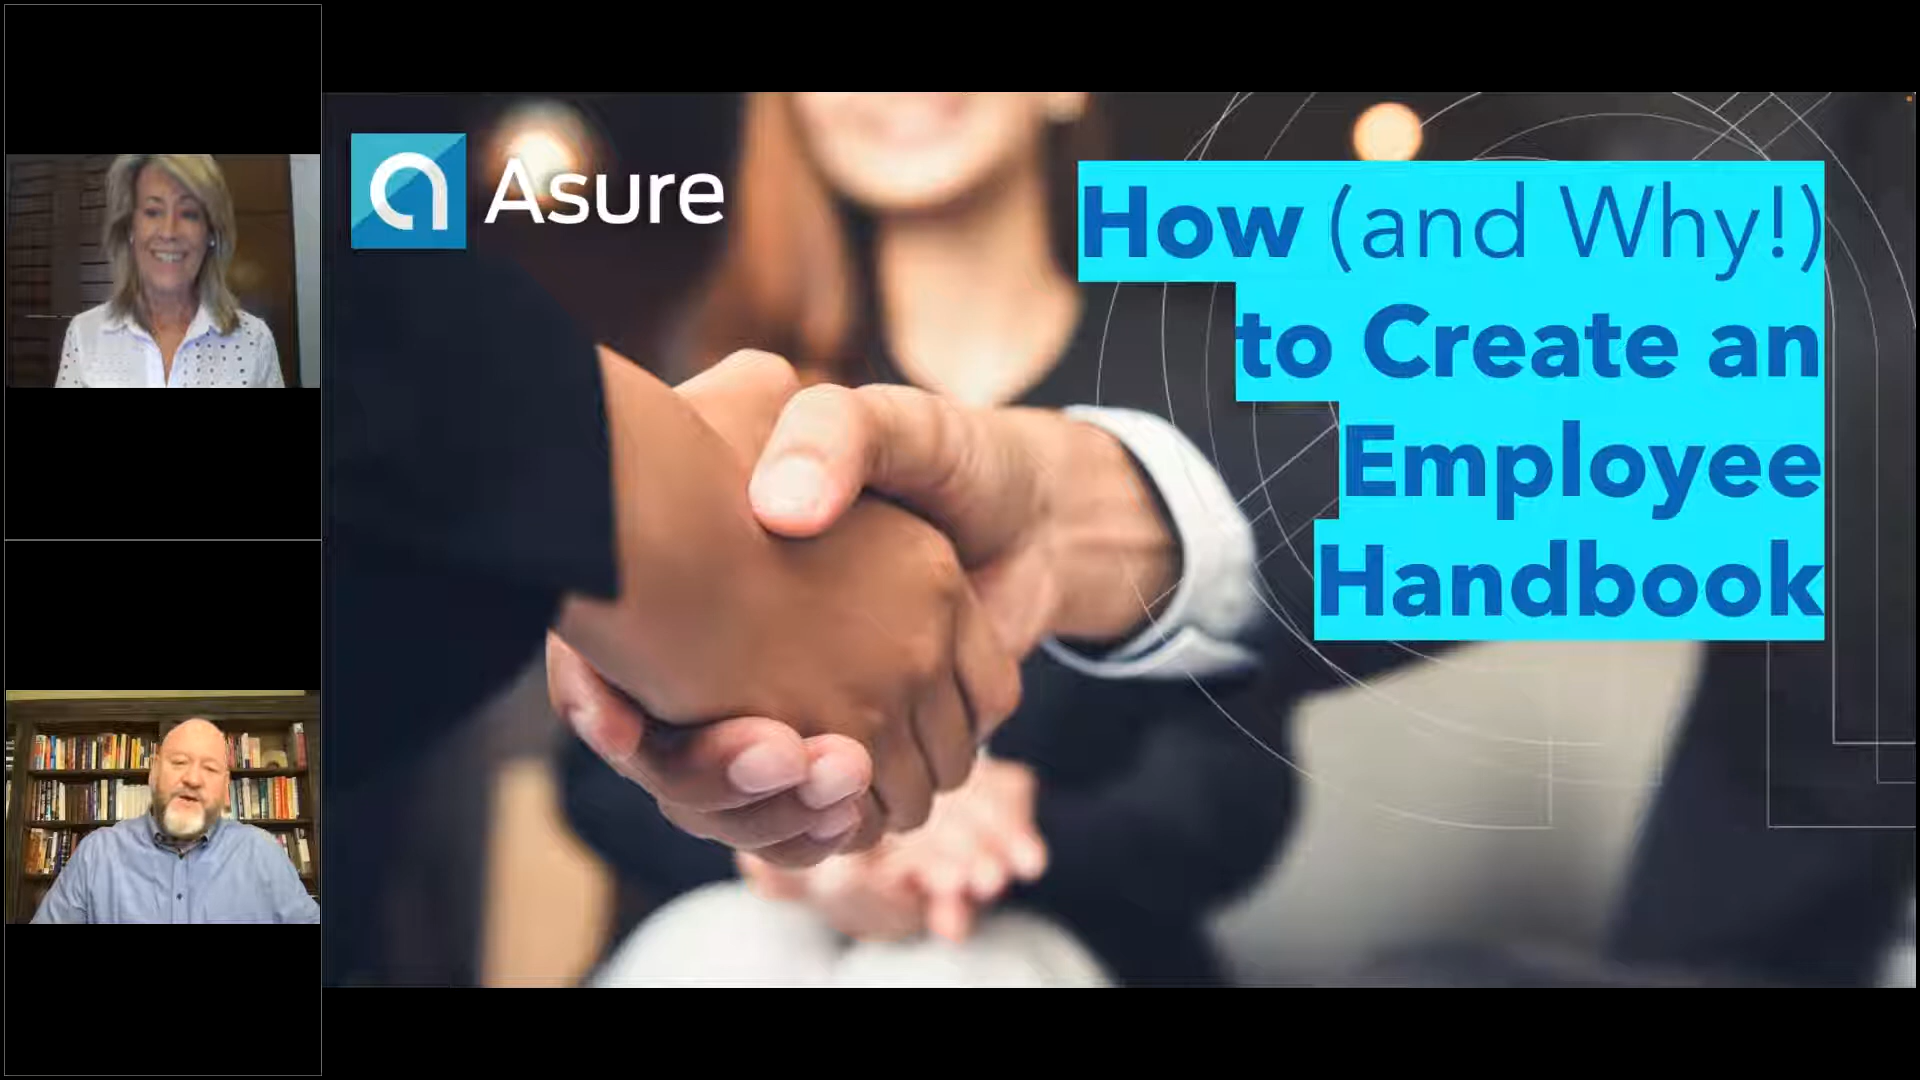 Asure
How (and Why!)
to Create an
Employee
Handbook